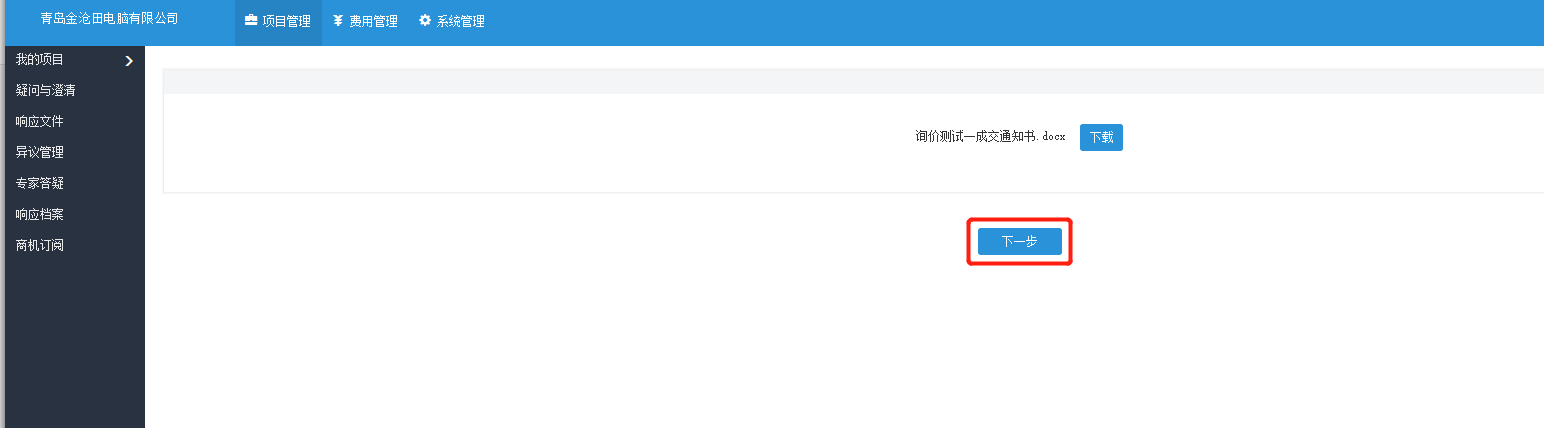 青岛金沧田电脑有限公司
项目管理 费用管理 系统管理
我的项目
疑问与澄清
响应文件
异议管理
专家答疑
响应档案
商机订阅
询价测试一成交通知书.docx 下载
下一步